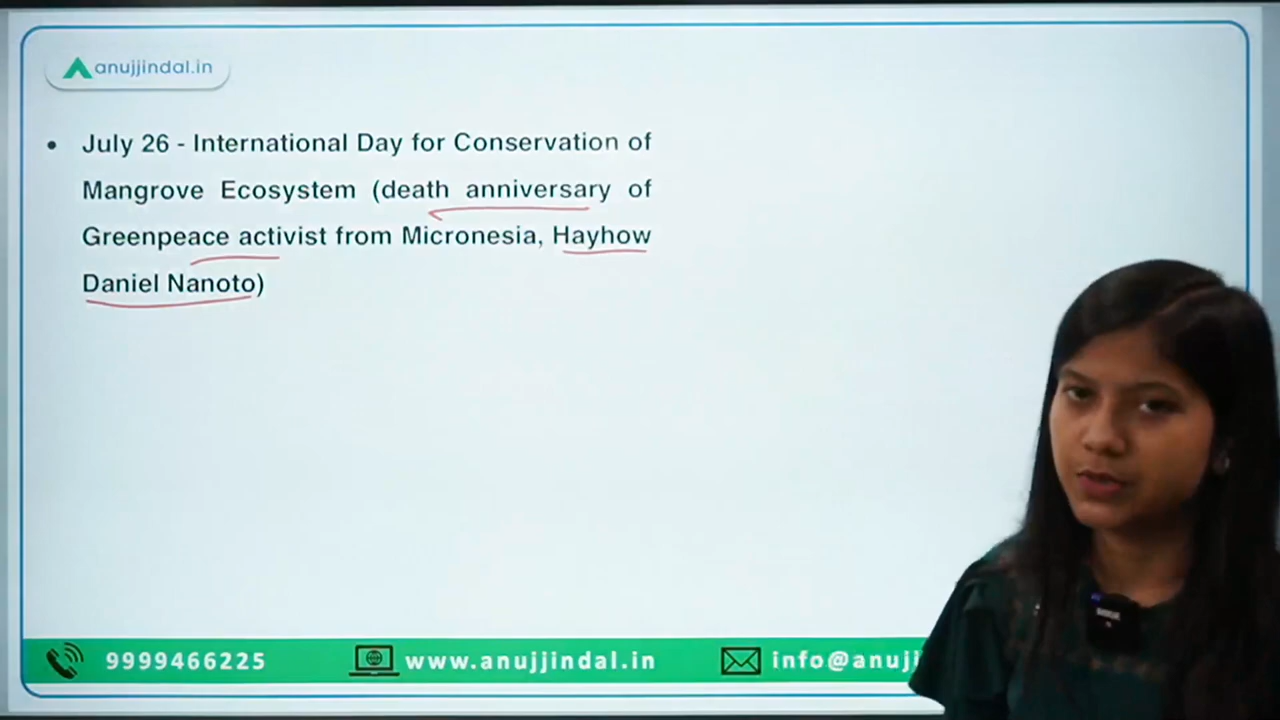 anujjindal.in
• July 26 - International Day for Conservation of
Mangrove Ecosystem (death anniversary of
Greenpeace activist from Micronesia, Hayhow
Daniel Nanoto)
9999466225
www.anujjindal.in
info@anujj